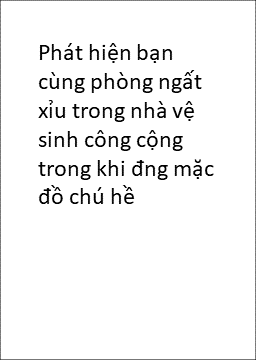 Phát hiện bạn
cùng phòng ngất
xỉu trong nhà vệ
sinh công cộng
trong khi đng mặc
đồ chú hề